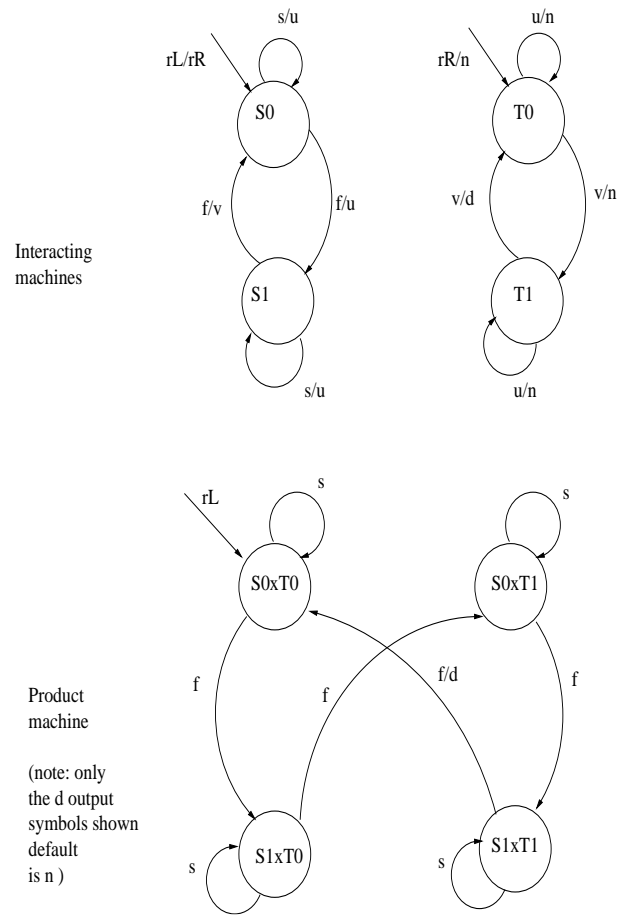 s/u
u/n
rL/rR
rR/n
S0
T0
f/v
f/u
v/d
v/n
Interacting
machines
S1
T1
s/u
u/n
s
s
rL
S0xT0
S0xT1
f
f
f/d
f
Product
machine
(note: only
the d output
symbols shown
default
is n )
S1xT0
S1xT1
s
s